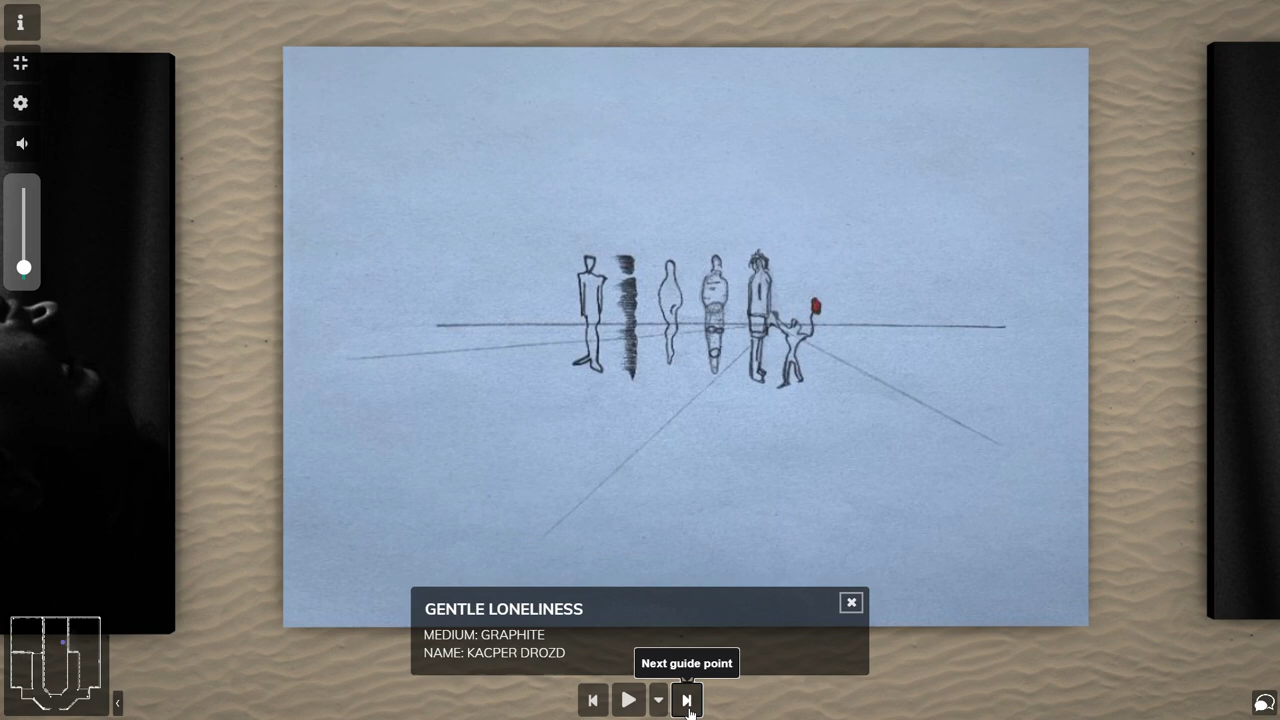 GENTLE LONELINESS
MEDIUM: GRAPHITE
NAME: KACPER DROZD
Next guide point